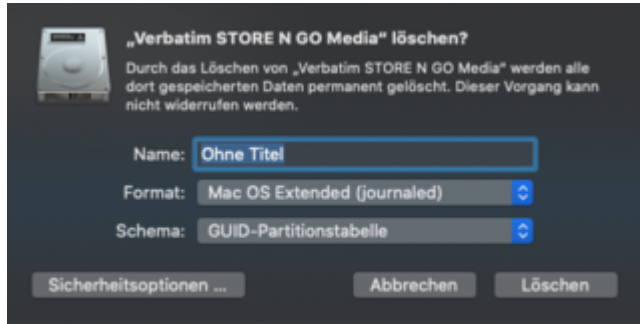 „Verbatim STORE N GO Media“ löschen?
Durch das Löschen von „Verbatim STORE N GO Media“ werden alle
dort gespeicherten Daten permanent gelöscht. Dieser Vorgang kann
nicht widerrufen werden.
Name: Ohne Titel
Format: Mac OS Extended (journaled)
Schema: GUID-Partitionstabelle
Sicherheitsoptionen ... Abbrechen Löschen